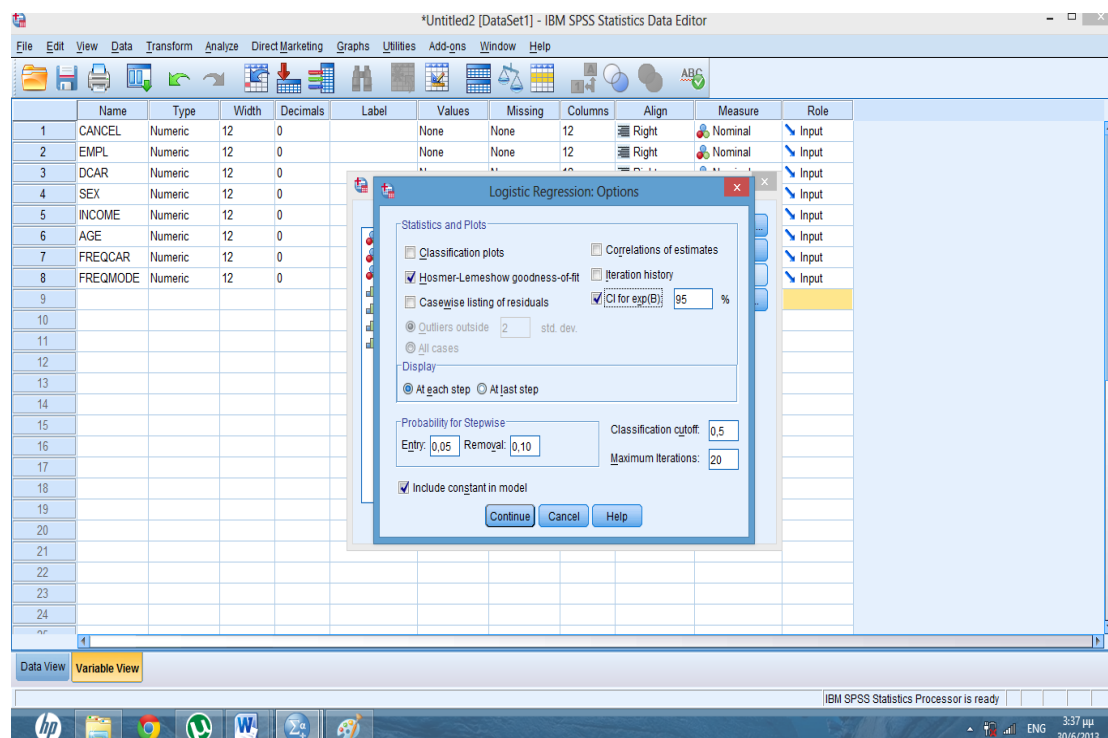 *Untitled2 [DataSet1] - IBM SPSS Statistics Data Editor
File Edit View Data Transform Analyze Direct Marketing Graphs Utilities Add-ons Window Help
Name Type Width Decimals Label Values Missing Columns Align Measure Role
1 CANCEL Numeric 12 0 None None 12 Right Nominal Input
2 EMPL Numeric 12 0 None None 12 Right Nominal Input
3 DCAR Numeric 12 0 Input
4 SEX Numeric 12 0 Input
5 INCOME Numeric 12 0 Input
6 AGE Numeric 12 0 Input
7 FREQCAR Numeric 12 0 Input
8 FREQMODE Numeric 12 0 Input
9
10
11
12
13
14
15
16
17
18
19
20
21
22
23
24
Logistic Regression: Options
Statistics and Plots
Classification plots Correlations of estimates
Hosmer-Lemeshow goodness-of-fit Iteration history
Casewise listing of residuals CI for exp(B): 95 %
Outliers outside 2 std. dev.
All cases
Display
At each step At last step
Probability for Stepwise
Entry: 0,05 Removal: 0,10
Classification cutoff: 0,5
Maximum Iterations: 20
Include constant in model
Continue Cancel Help
Data View Variable View
IBM SPSS Statistics Processor is ready
hp
ENG 3:37 μμ
30/6/2013